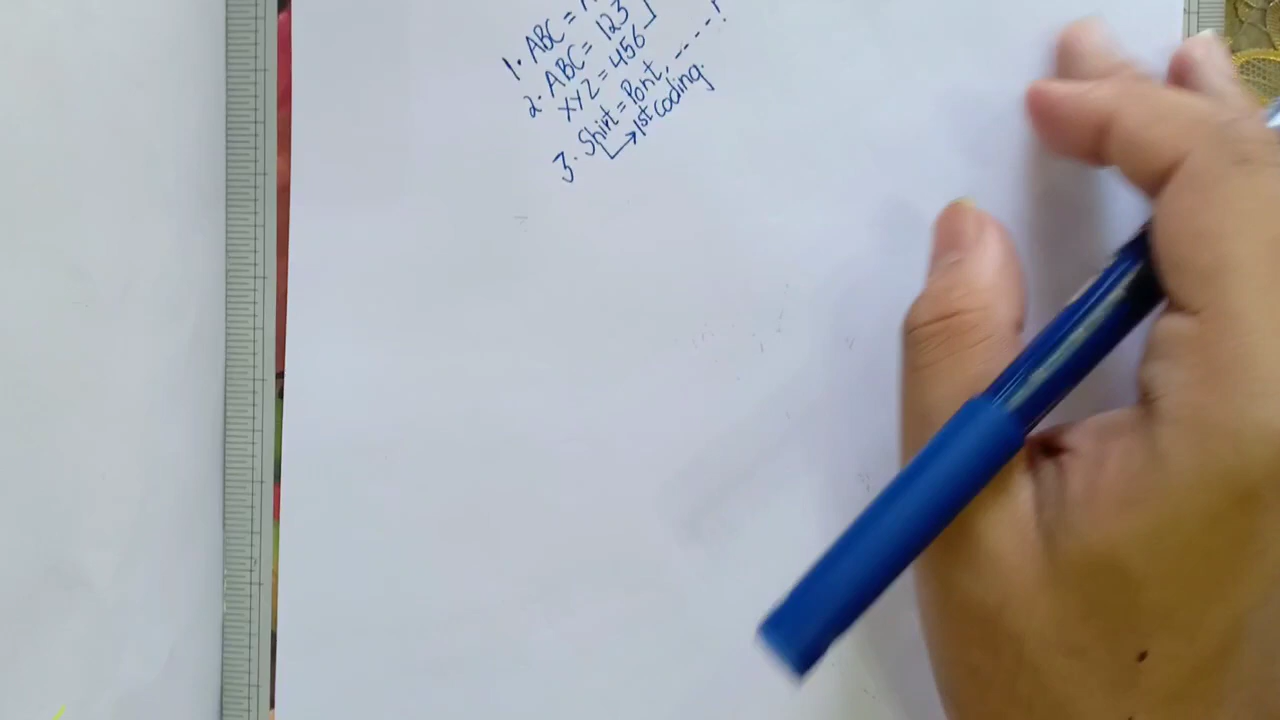 1. ABC =
2. ABC = 123
XYZ = 456
3. Shirt = Pant, ----!
→ 1st coding.